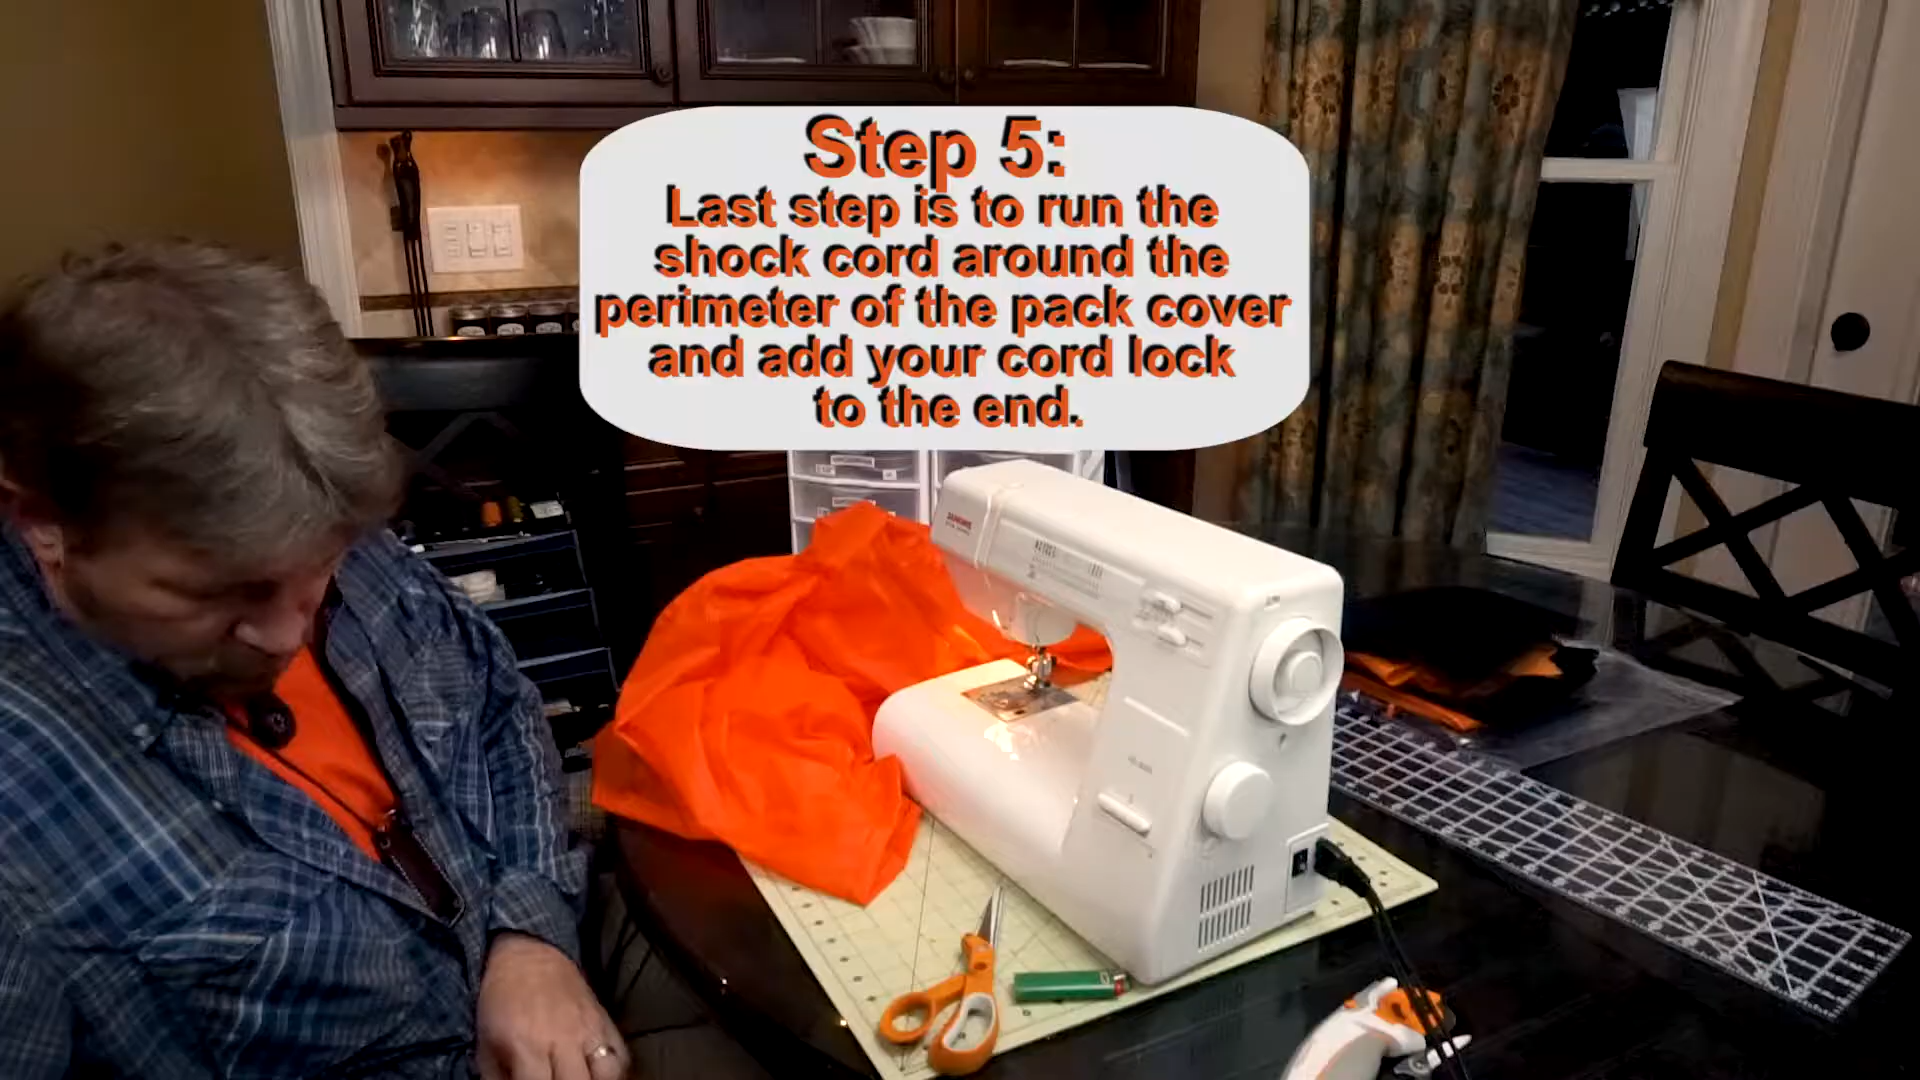 Step 5:
Last step is to run the
shock cord around the
perimeter of the pack cover
and add your cord lock
to the end.
JANOME